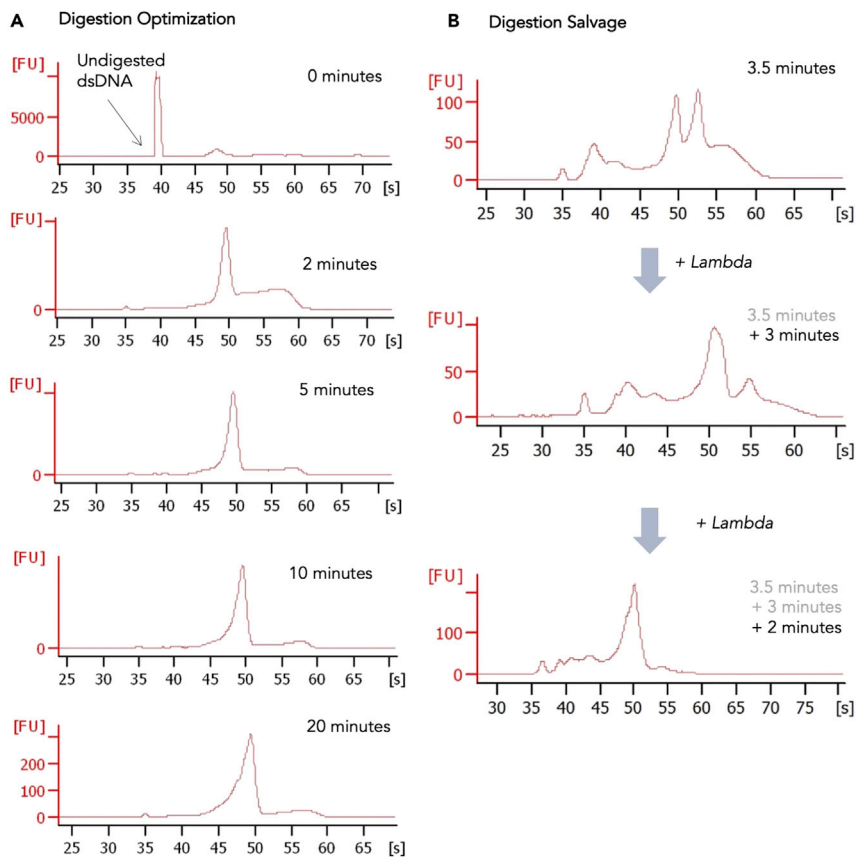 A Digestion Optimization
[FU]
Undigested
dsDNA
0 minutes
5000
0
25 30 35 40 45 50 55 60 65 70 [s]
[FU]
2 minutes
0
25 30 35 40 45 50 55 60 65 70 [s]
[FU]
5 minutes
0
25 30 35 40 45 50 55 60 65 [s]
[FU]
10 minutes
0
25 30 35 40 45 50 55 60 65 [s]
[FU]
20 minutes
200
100
0
25 30 35 40 45 50 55 60 65 [s]
B Digestion Salvage
[FU]
3.5 minutes
100
50
0
25 30 35 40 45 50 55 60 65 [s]
+ Lambda
[FU]
3.5 minutes
+ 3 minutes
50
0
25 30 35 40 45 50 55 60 [s]
+ Lambda
[FU]
3.5 minutes
+ 3 minutes
+ 2 minutes
100
0
30 35 40 45 50 55 60 65 70 75 [s]